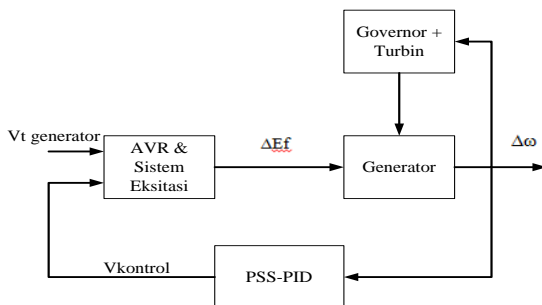 Governor +
Turbin
Vt generator
AVR &
Sistem
Eksitasi
ΔEf
Generator
Δω
Vkontrol
PSS-PID